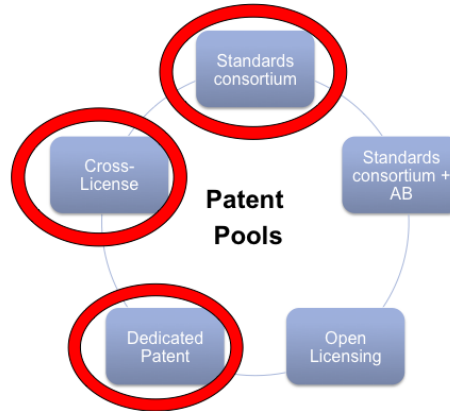 Standards
consortium
Cross-
License
Standards
consortium +
AB
Patent
Pools
Dedicated
Patent
Open
Licensing